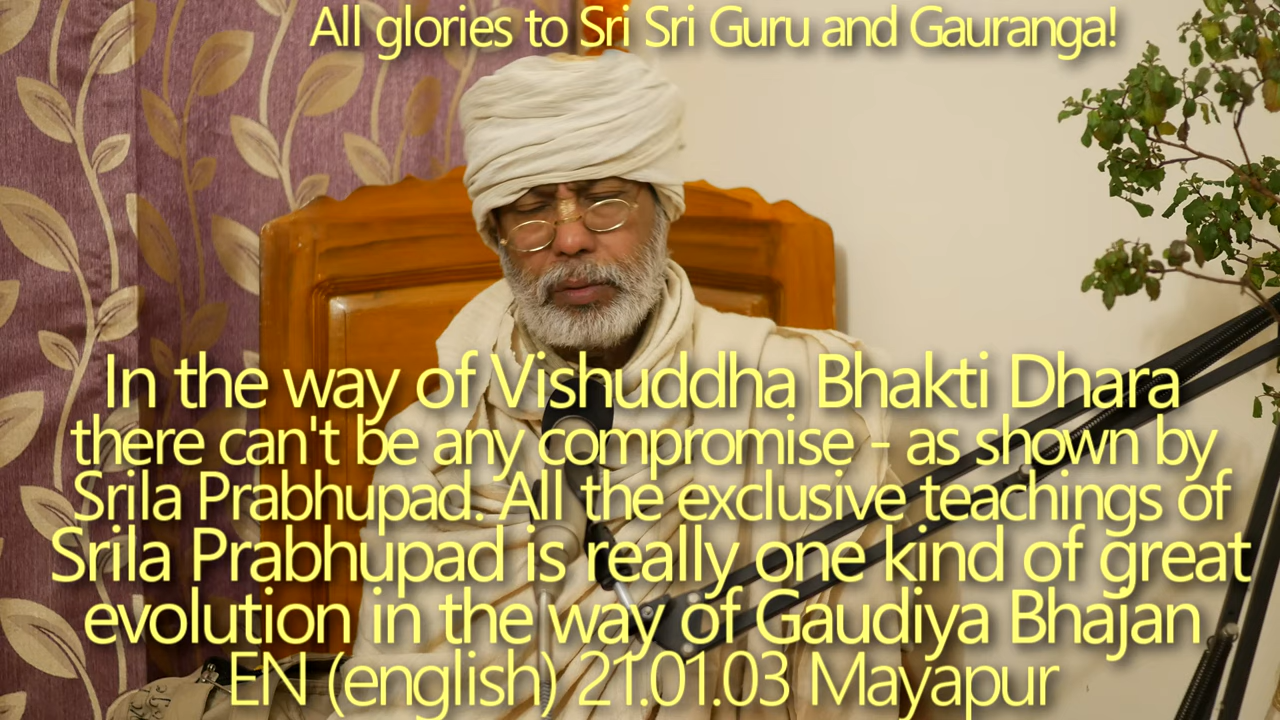 All glories to Sri Sri Guru and Gauranga!
In the way of Vishuddha Bhakti Dhara
there can't be any compromise - as shown by
Srila Prabhupad. All the exclusive teachings of
Srila Prabhupad is really one kind of great
evolution in the way of Gaudiya Bhajan
EN (english) 21.01.03 Mayapur